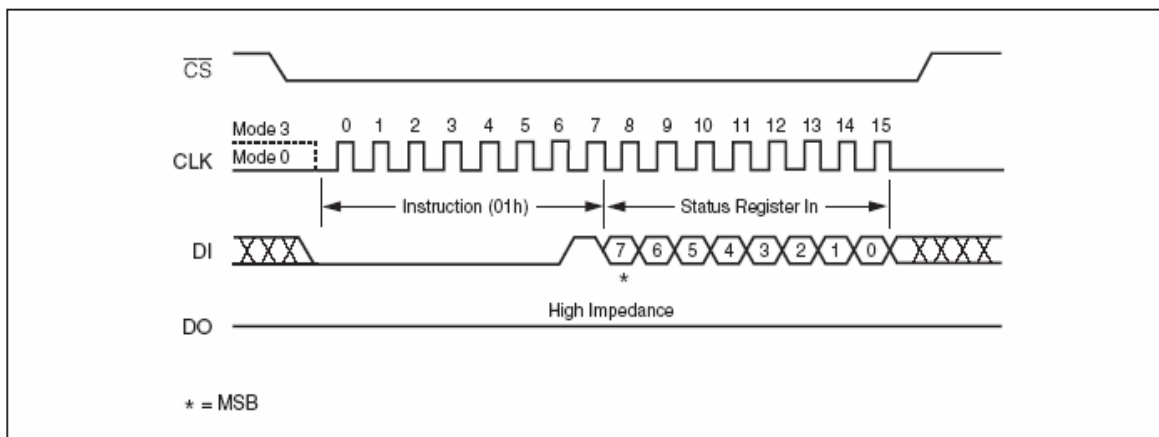 CS
Mode 3
0 1 2 3 4 5 6 7 8 9 10 11 12 13 14 15
CLK
Mode 0
Instruction (01h)
Status Register In
DI
7 6 5 4 3 2 1 0
*
High Impedance
DO
* = MSB